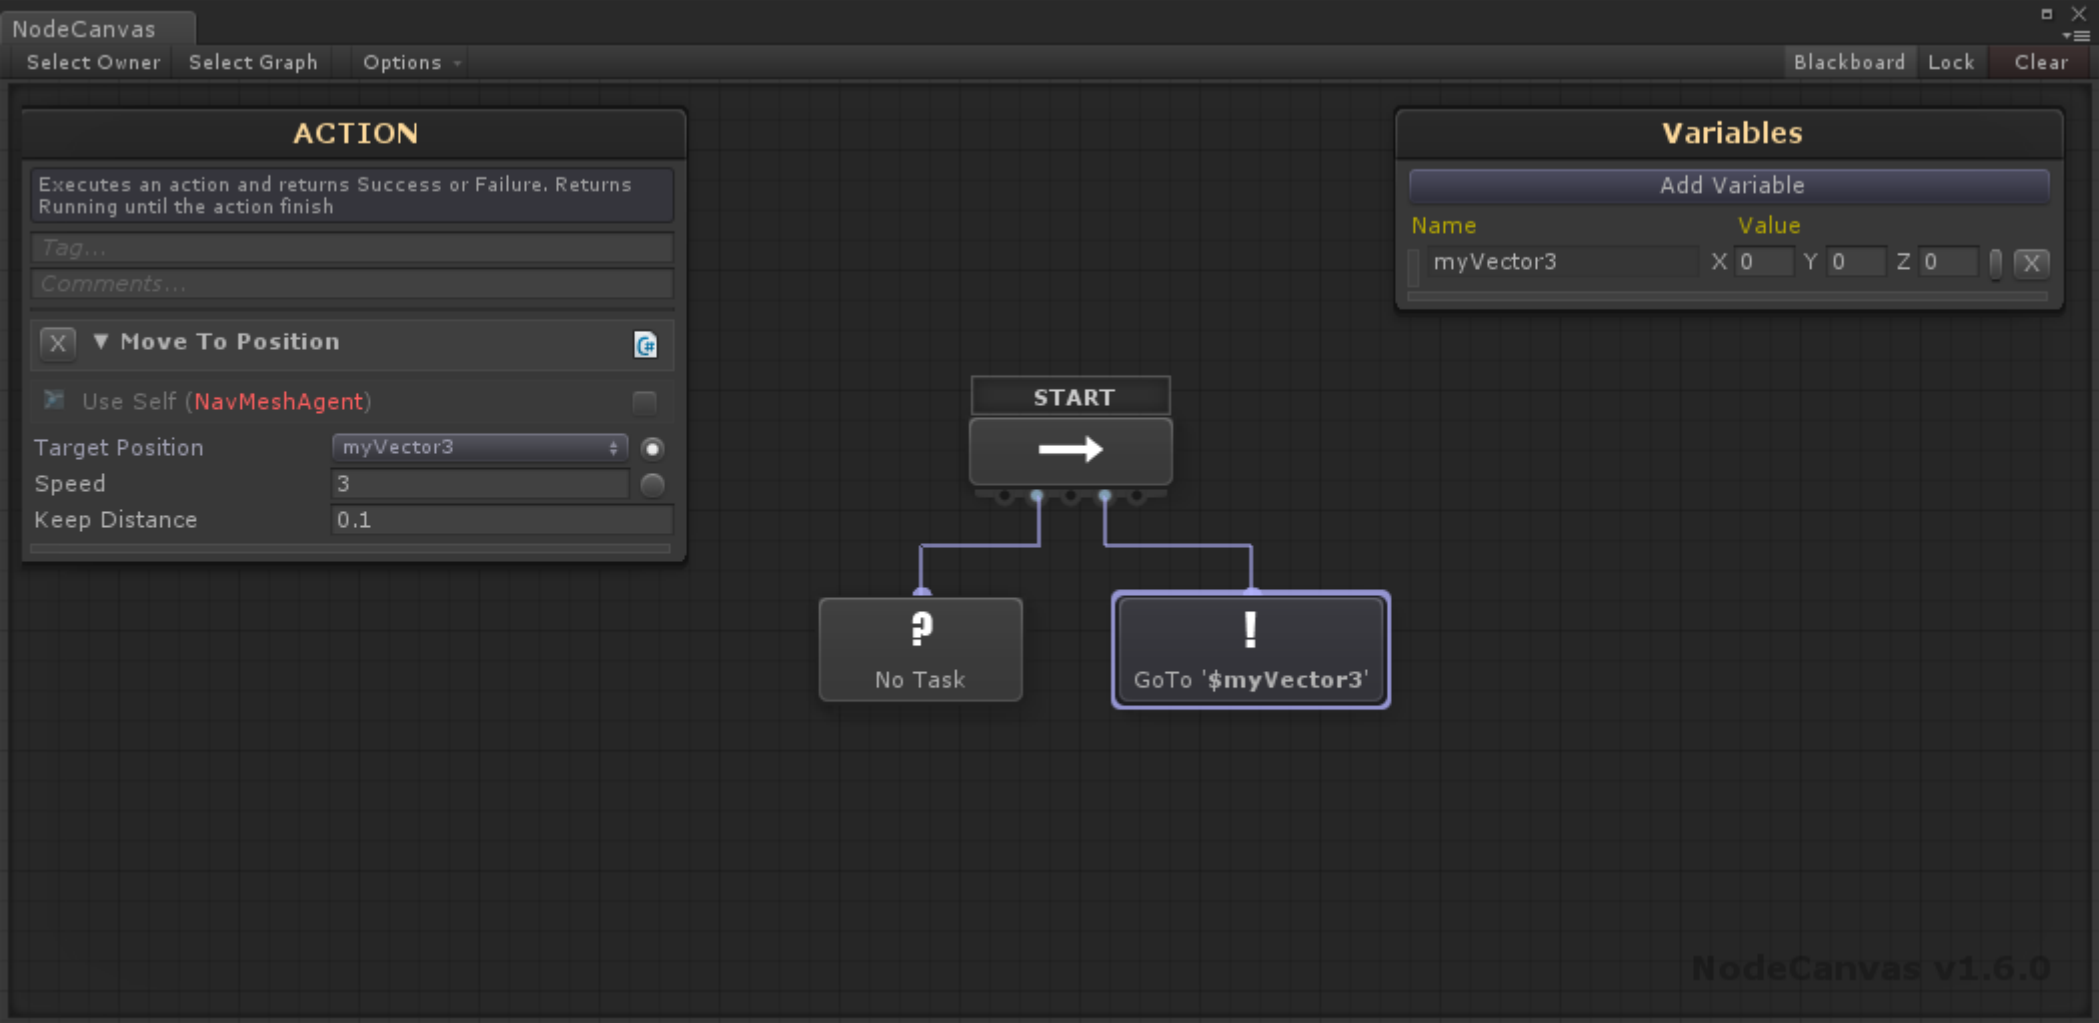 NodeCanvas
Select Owner Select Graph Options Blackboard Lock Clear
ACTION
Executes an action and returns Success or Failure. Returns
Running until the action finish
Tag...
Comments...
X ▼ Move To Position C#
Use Self (NavMeshAgent)
Target Position myVector3
Speed 3
Keep Distance 0.1
Variables
Add Variable
Name Value
myVector3 X 0 Y 0 Z 0 X
START
?
No Task
!
GoTo '$myVector3'
NodeCanvas v1.6.0